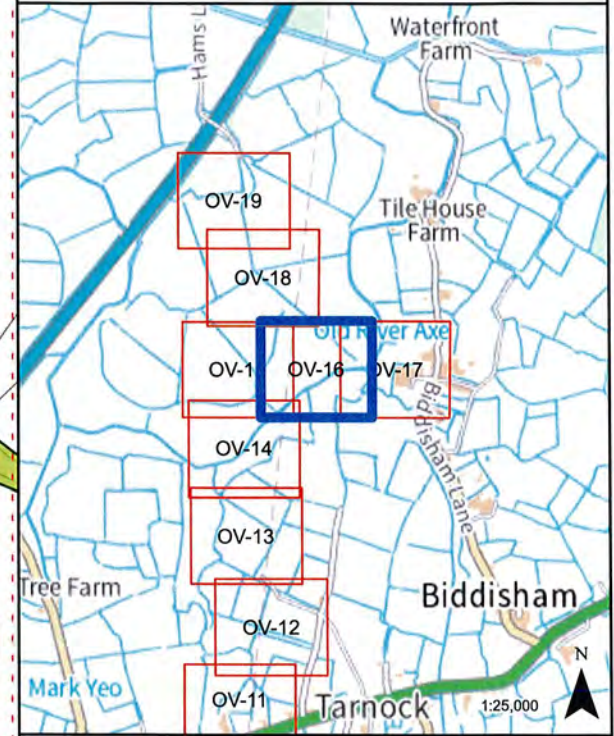 Waterfront
Farm
Hams L
OV-19
Tile House
Farm
OV-18
Old River Axe
OV-1
OV-16
OV-17
Biddisham Lane
OV-14
OV-13
Tree Farm
Biddisham
OV-12
N
Mark Yeo
OV-11
Tarnock
1:25,000